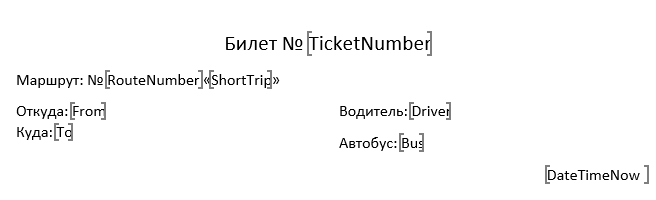 Билет № [TicketNumber]
Маршрут: № [RouteNumber] «[ShortTrip]»
Откуда: [From]
Куда: [To]
Водитель: [Driver]
Автобус: [Bus]
[DateTimeNow ]